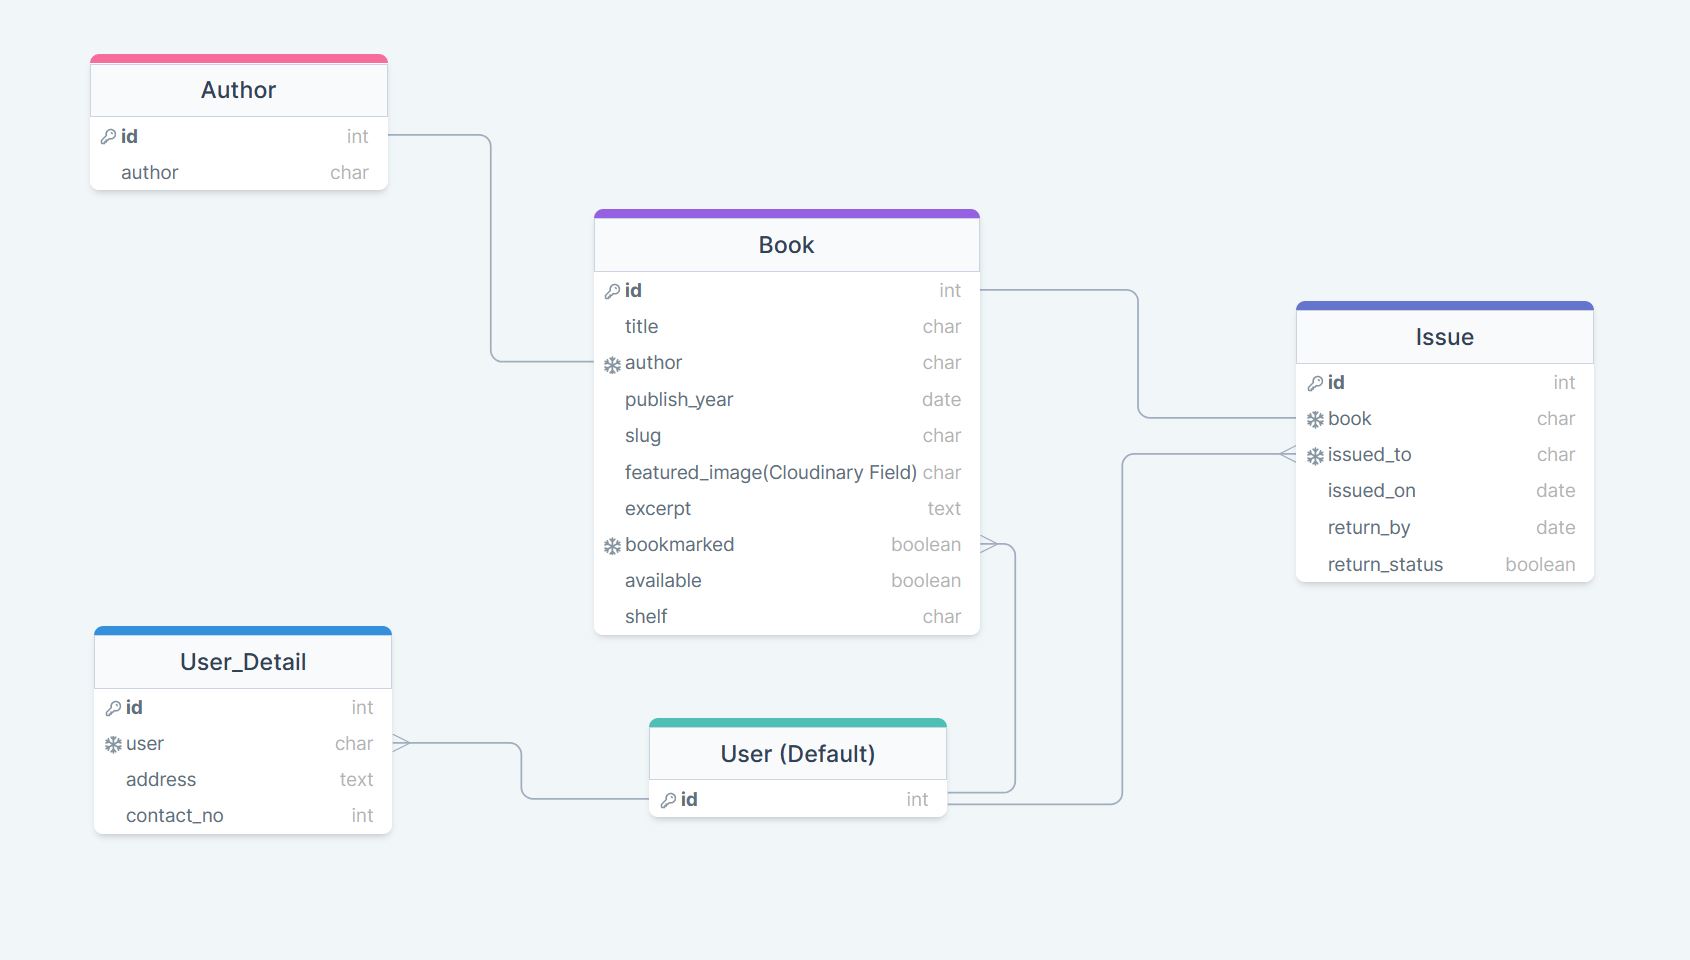 Author
id int
author char
Book
id int
title char
author char
publish_year date
slug char
featured_image(Cloudinary Field) char
excerpt text
bookmarked boolean
available boolean
shelf char
Issue
id int
book char
issued_to char
issued_on date
return_by date
return_status boolean
User_Detail
id int
user char
address text
contact_no int
User (Default)
id int